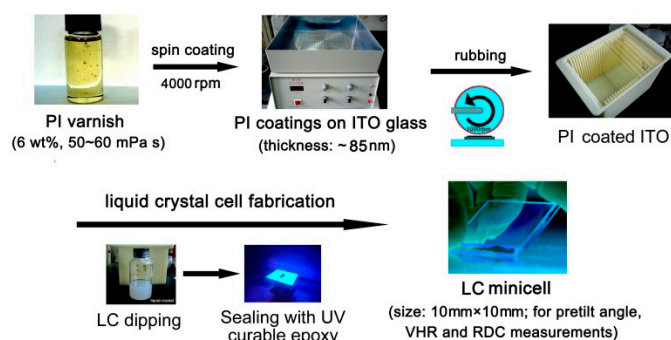 spin coating
4000 rpm
rubbing
PI varnish
(6 wt%, 50~60 mPa s)
PI coatings on ITO glass
(thickness: ~85nm)
PI coated ITO
liquid crystal cell fabrication
liquid crystal
LC dipping
Sealing with UV
curable epoxy
LC minicell
(size: 10mm×10mm; for pretilt angle,
VHR and RDC measurements)